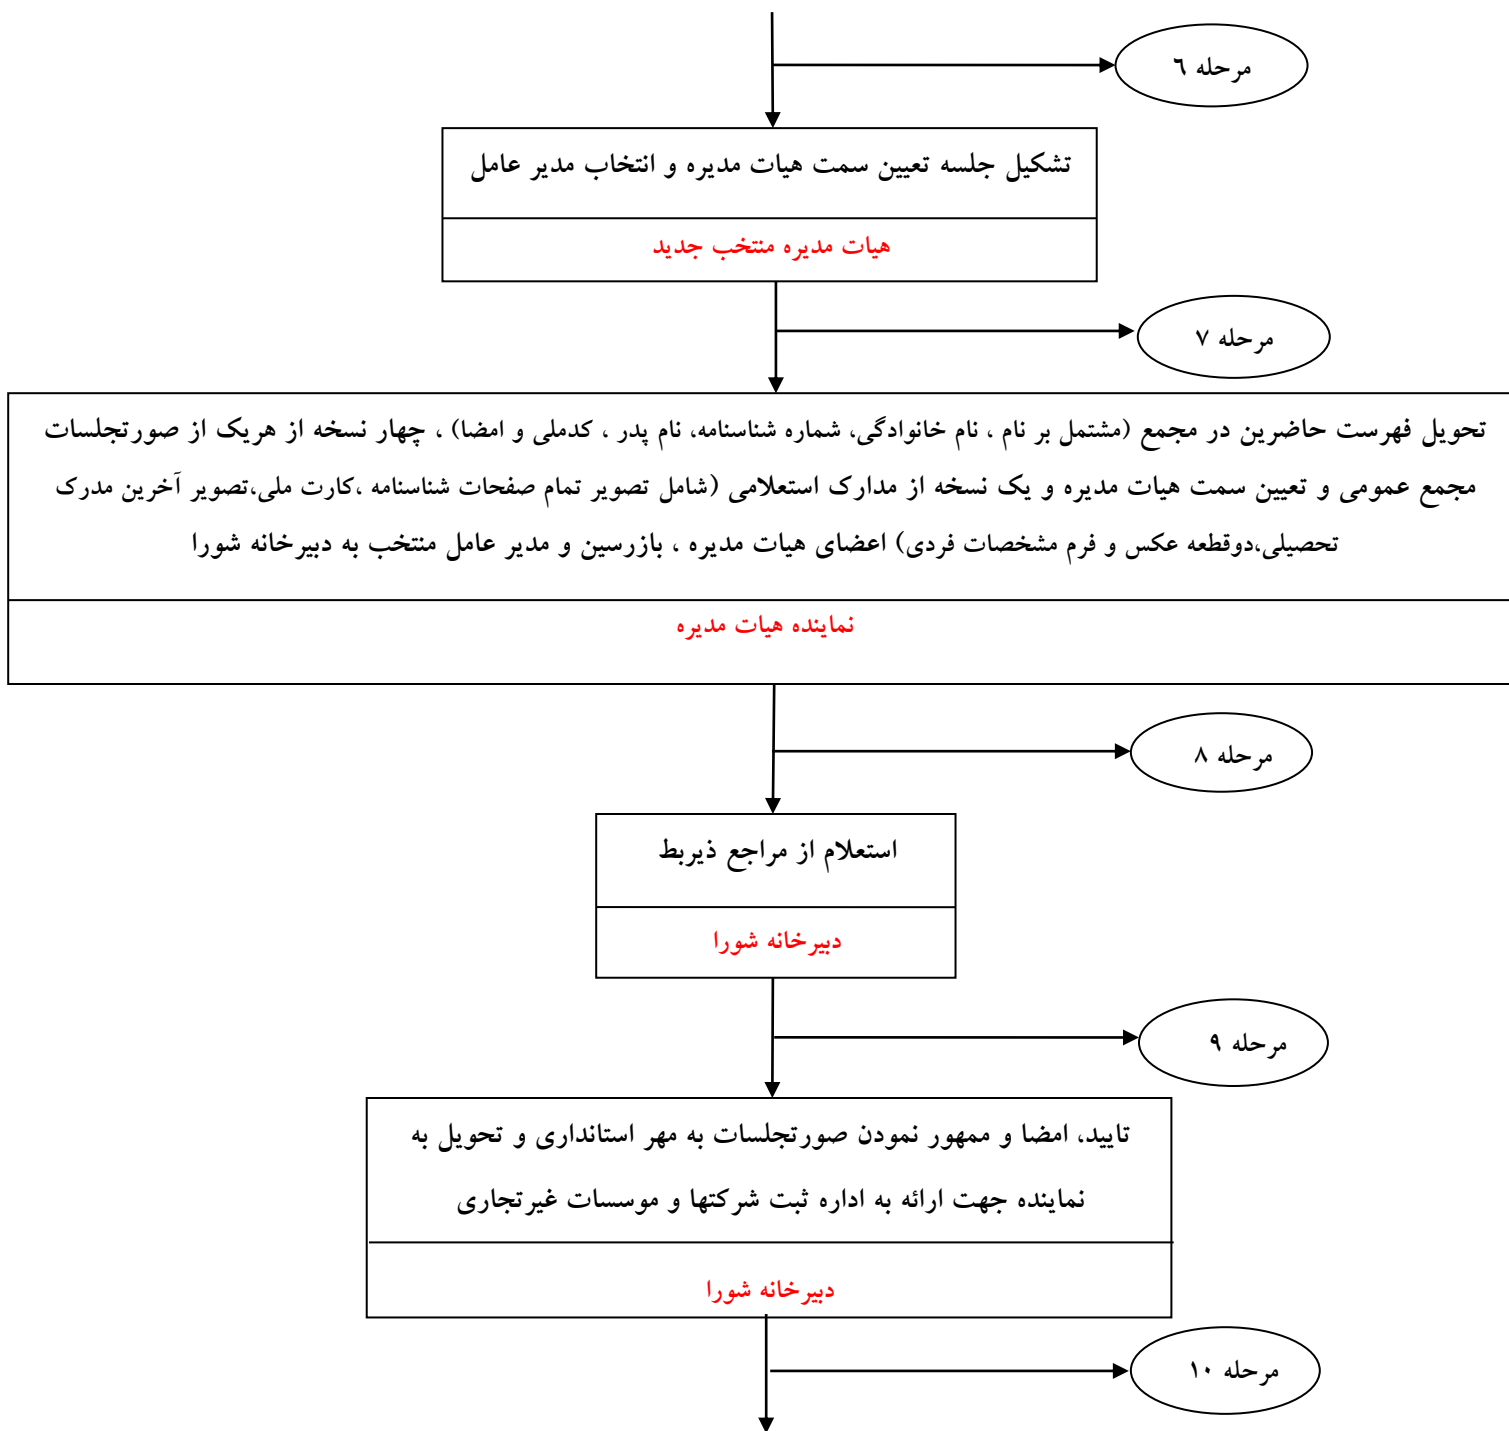 مرحله ٦
تشکیل جلسه تعیین سمت هیات مدیره و انتخاب مدیر عامل
هیات مدیره منتخب جدید
مرحله ۷
تحویل فهرست حاضرین در مجمع (مشتمل بر نام ، نام خانوادگی، شماره شناسنامه، نام پدر ، کدملی و امضا) ، چهار نسخه از هریک از صورتجلسات
مجمع عمومی و تعیین سمت هیات مدیره و یک نسخه از مدارک استعلامی (شامل تصویر تمام صفحات شناسنامه ،کارت ملی،تصویر آخرین مدرک
تحصیلی،دوقطعه عکس و فرم مشخصات فردی) اعضای هیات مدیره ، بازرسین و مدیر عامل منتخب به دبیرخانه شورا
نماینده هیات مدیره
مرحله ۸
استعلام از مراجع ذیربط
دبیرخانه شورا
مرحله ۹
تایید، امضا و ممهور نمودن صورتجلسات به مهر استانداری و تحویل به
نماینده جهت ارائه به اداره ثبت شرکتها و موسسات غیرتجاری
دبیرخانه شورا
مرحله ۱۰